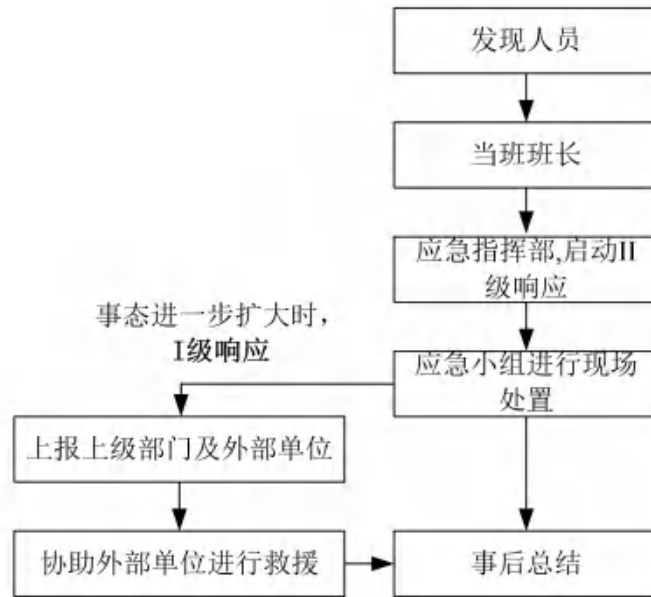 发现人员
当班班长
应急指挥部,启动II
级响应
事态进一步扩大时，
I级响应
应急小组进行现场
处置
上报上级部门及外部单位
协助外部单位进行救援
事后总结